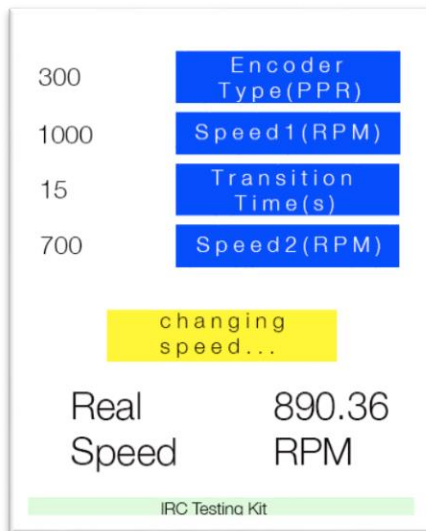 300 Encoder
Type(PPR)
1000 Speed1(RPM)
15 Transition
Time(s)
700 Speed2(RPM)
changing
speed...
Real 890.36
Speed RPM
IRC Testing Kit